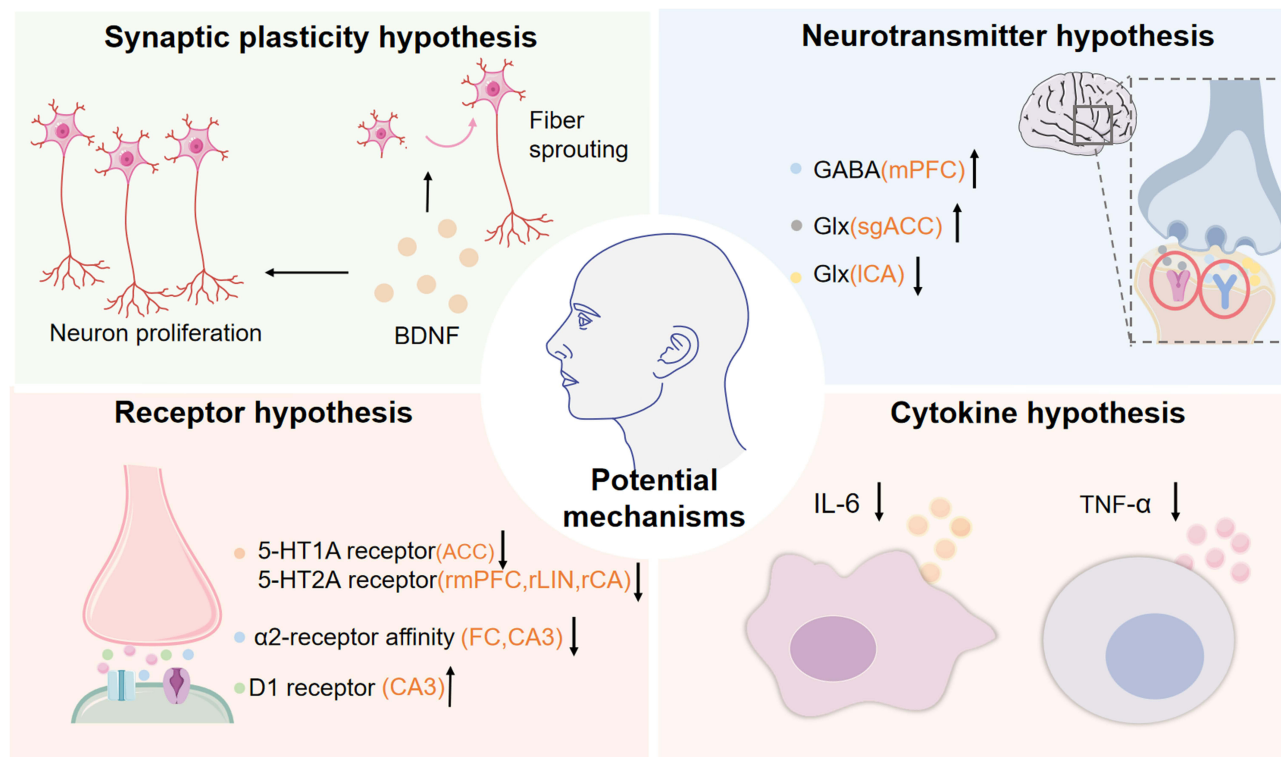 Synaptic plasticity hypothesis
Fiber
sprouting
Neuron proliferation
BDNF
Neurotransmitter hypothesis
GABA(mPFC)
Glx(sgACC)
Glx(ICA)
Potential
mechanisms
Receptor hypothesis
5-HT1A receptor(ACC)
5-HT2A receptor(rmPFC,rLIN,rCA)
α2-receptor affinity (FC,CA3)
D1 receptor (CA3)
Cytokine hypothesis
IL-6
TNF-α